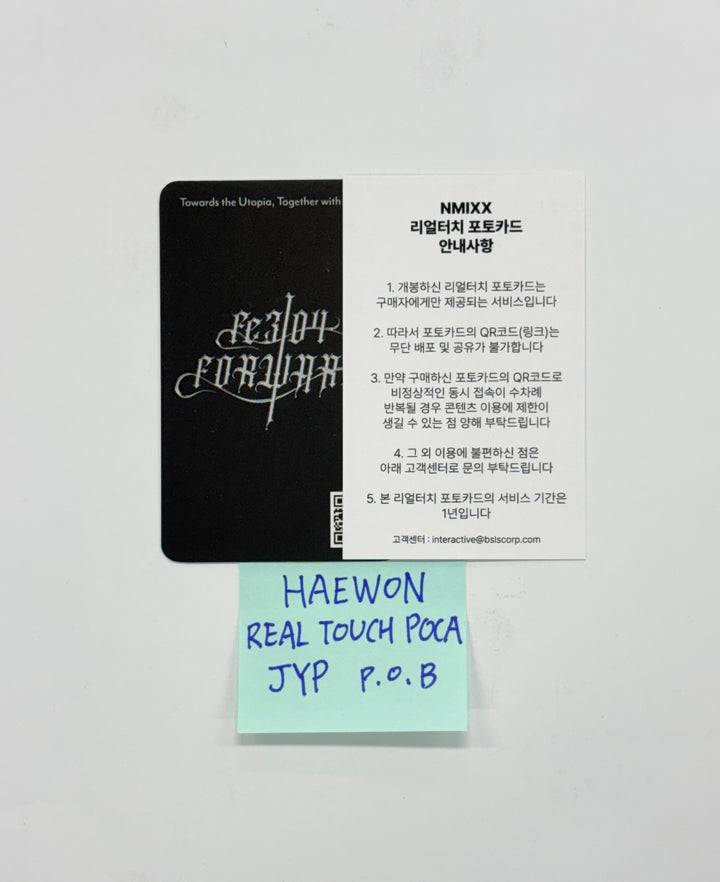 Towards the Utopia, Together with
Fe3O4
FORWAR
NMIXX
리얼터치 포토카드
안내사항
1. 개봉하신 리얼터치 포토카드는
구매자에게만 제공되는 서비스입니다
2. 따라서 포토카드의 QR코드(링크)는
무단 배포 및 공유가 불가합니다
3. 만약 구매하신 포토카드의 QR코드로
비정상적인 동시 접속이 수차례
반복될 경우 콘텐츠 이용에 제한이
생길 수 있는 점 양해 부탁드립니다
4. 그 외 이용에 불편하신 점은
아래 고객센터로 문의 부탁드립니다
5. 본 리얼터치 포토카드의 서비스 기간은
1년입니다
고객센터 : interactive@bslscorp.com
HAEWON
REAL TOUCH POCA
JYP P.O.B